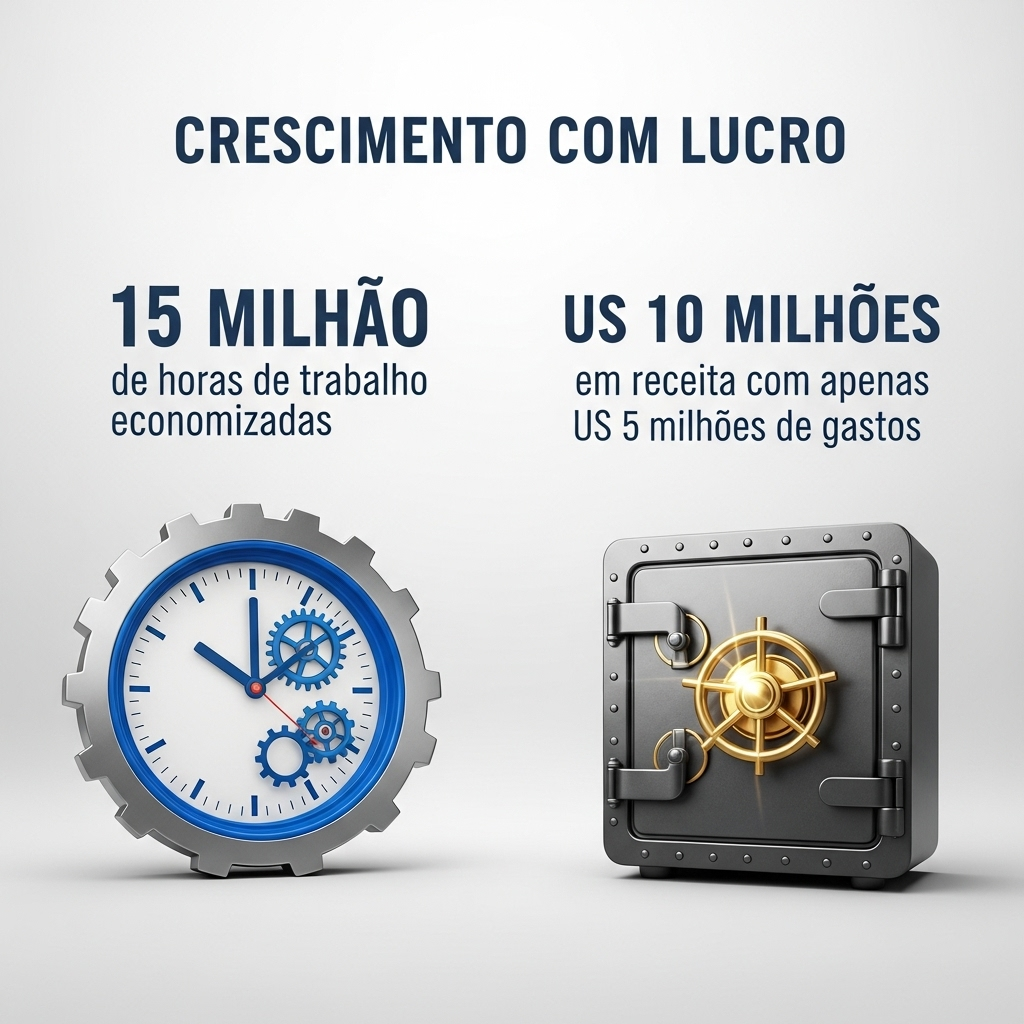 CRESCIMENTO COM LUCRO
15 MILHÃO
de horas de trabalho
economizadas
US 10 MILHÕES
em receita com apenas
US 5 milhões de gastos